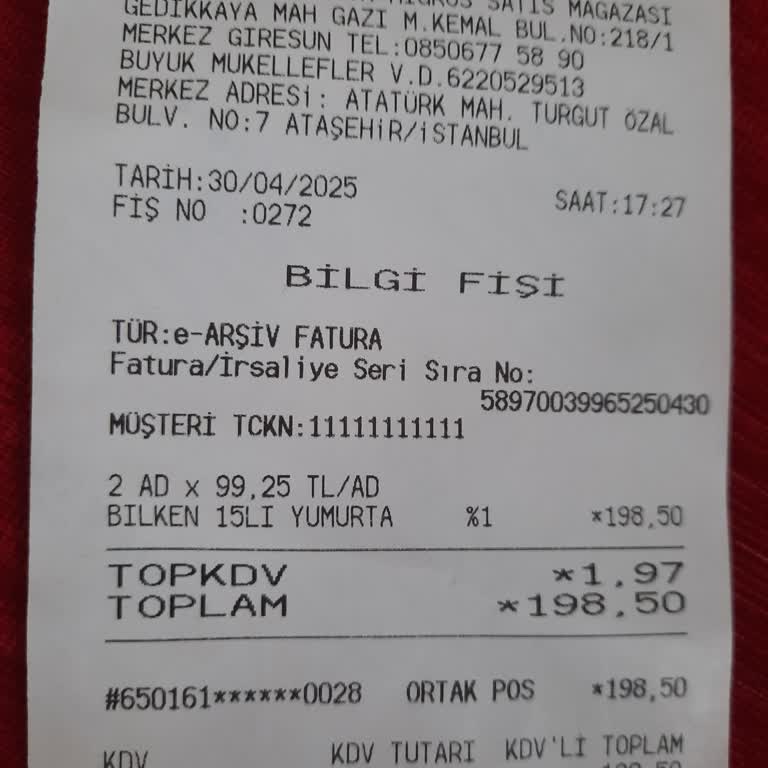 SATIŞ MAGAZASI
GEDIKKAYA MAH GAZI M.KEMAL BUL.NO:218/1
MERKEZ GIRESUN TEL:0850677 58 90
BUYUK MUKELLEFLER V.D.6220529513
MERKEZ ADRESİ: ATATÜRK MAH. TURGUT ÖZAL
BULV. NO:7 ATAŞEHİR/İSTANBUL
TARİH:30/04/2025 SAAT:17:27
FİŞ NO :0272
BİLGİ FİŞİ
TÜR:e-ARŞİV FATURA
Fatura/İrsaliye Seri Sıra No:
58970039965250430
MÜŞTERİ TCKN:11111111111
2 AD x 99,25 TL/AD
BILKEN 15LI YUMURTA %1 *198,50
TOPKDV *1,97
TOPLAM *198,50
#650161******0028 ORTAK POS *198,50
KDV KDV TUTARI KDV'Lİ TOPLAM